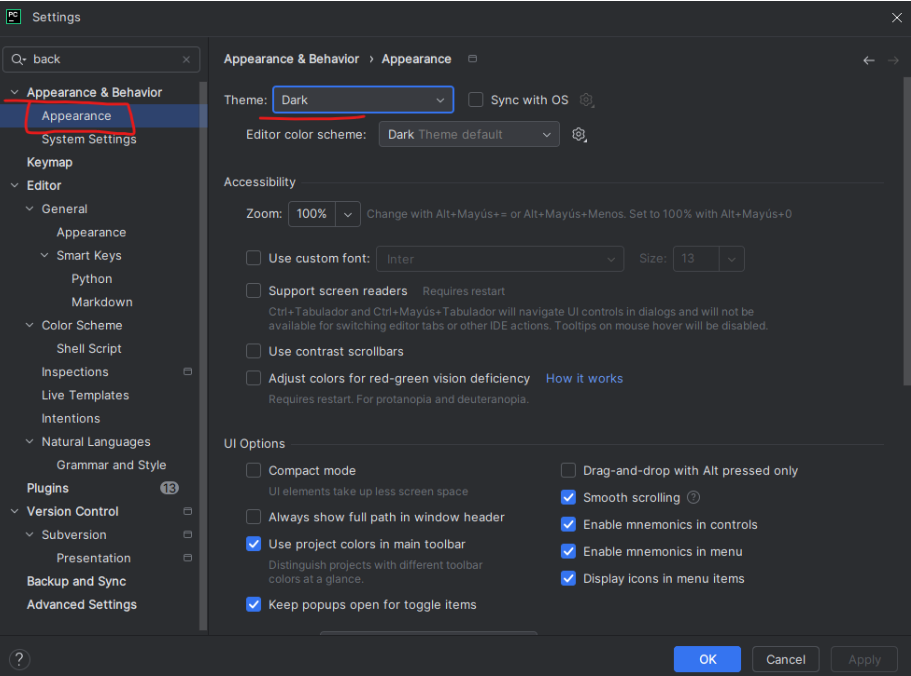 PC
Settings
back
Appearance & Behavior
Appearance
System Settings
Keymap
Editor
General
Appearance
Smart Keys
Python
Markdown
Color Scheme
Shell Script
Inspections
Live Templates
Intentions
Natural Languages
Grammar and Style
Plugins 13
Version Control
Subversion
Presentation
Backup and Sync
Advanced Settings
?
Appearance & Behavior › Appearance
Theme: Dark Sync with OS
Editor color scheme: Dark Theme default
Accessibility
Zoom: 100% Change with Alt+Mayús+= or Alt+Mayús+Menos. Set to 100% with Alt+Mayús+0
Use custom font: Inter Size: 13
Support screen readers Requires restart
Ctrl+Tabulador and Ctrl+Mayús+Tabulador will navigate UI controls in dialogs and will not be
available for switching editor tabs or other IDE actions. Tooltips on mouse hover will be disabled.
Use contrast scrollbars
Adjust colors for red-green vision deficiency How it works
Requires restart. For protanopia and deuteranopia.
UI Options
Compact mode
UI elements take up less screen space
Always show full path in window header
Use project colors in main toolbar
Distinguish projects with different toolbar
colors at a glance.
Keep popups open for toggle items
Drag-and-drop with Alt pressed only
Smooth scrolling ?
Enable mnemonics in controls
Enable mnemonics in menu
Display icons in menu items
OK Cancel Apply